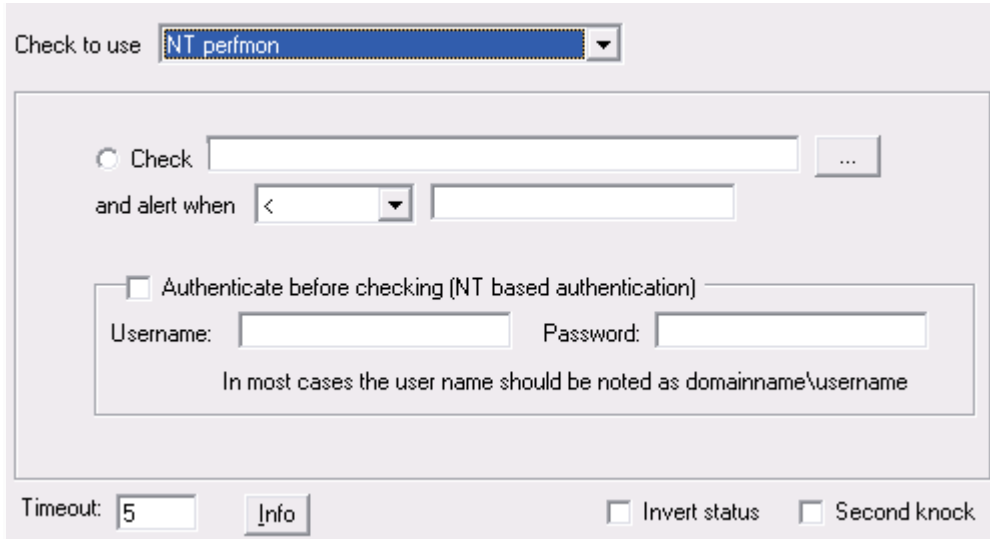 Check to use NT perfmon
Check ...
and alert when <
Authenticate before checking (NT based authentication)
Username: Password:
In most cases the user name should be noted as domainname\username
Timeout: 5 Info Invert status Second knock